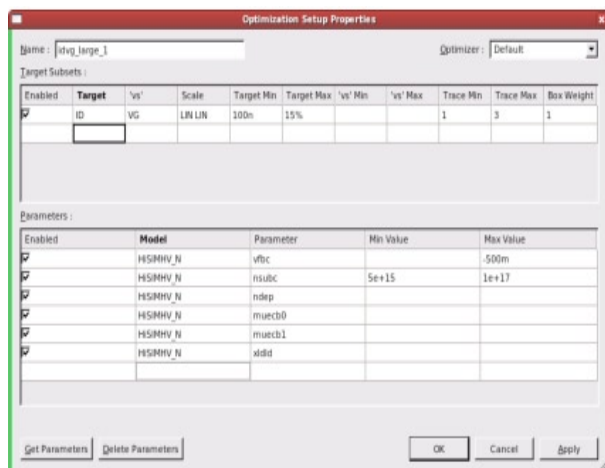 Optimization Setup Properties
Name : idvg_large_1 Optimizer : Default
Target Subsets :
Enabled Target 'vs' Scale Target Min Target Max 'vs' Min 'vs' Max Trace Min Trace Max Box Weight
ID VG LIN LIN 100n 15% 1 3 1
Parameters :
Enabled Model Parameter Min Value Max Value
HiSIMHV_N vfbc -500m
HiSIMHV_N nsubc 5e+15 1e+17
HiSIMHV_N ndep
HiSIMHV_N muecb0
HiSIMHV_N muecb1
HiSIMHV_N xldld
Get Parameters Delete Parameters OK Cancel Apply